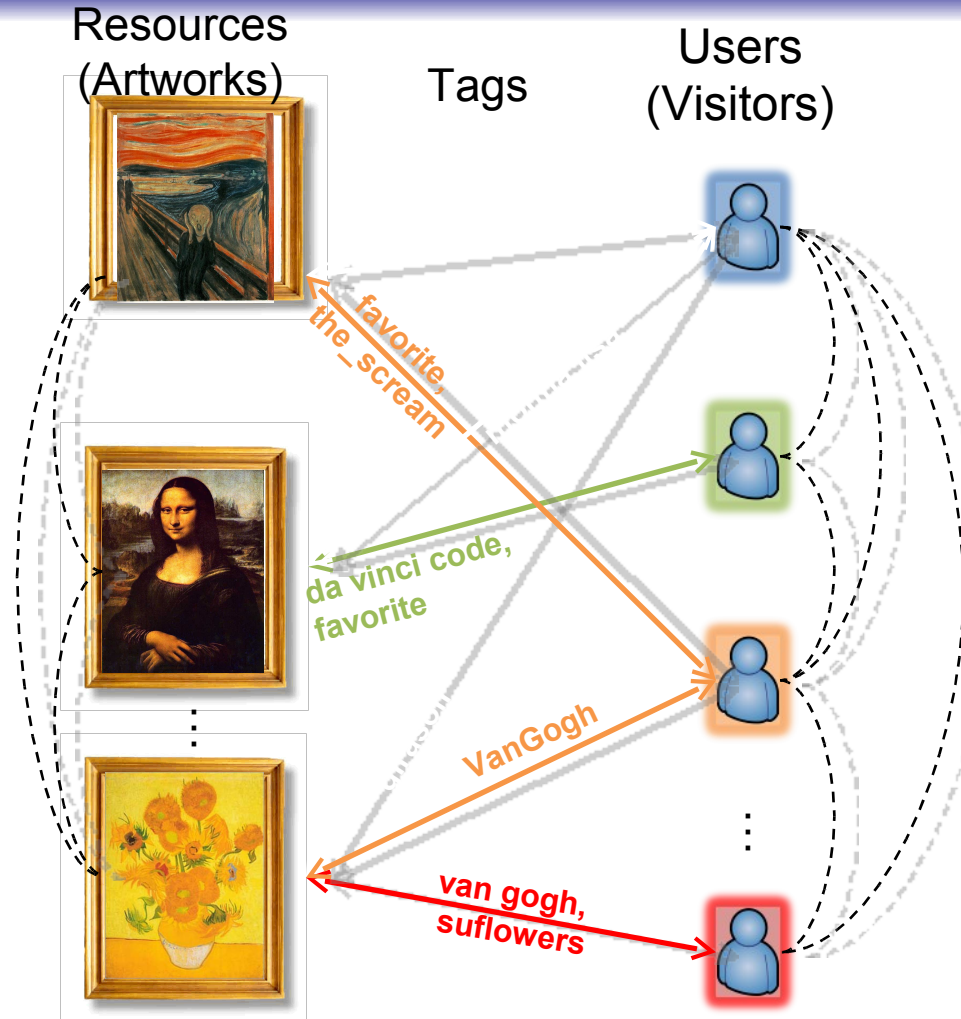 Resources
(Artworks)
Tags
Users
(Visitors)
favorite,
the_scream
da vinci code,
favorite
VanGogh
van gogh,
suflowers